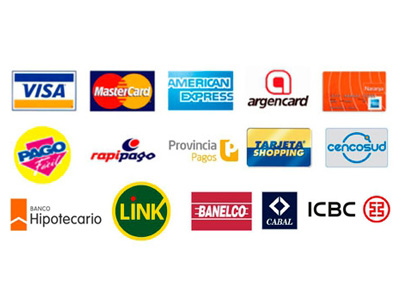 VISA
MasterCard
AMERICAN
EXPRESS
argencard
Naranja
PAGO
fácil
rapipago
Provincia
Pagos
TARJETA
SHOPPING
cencosud
BANCO
Hipotecario
LINK
BANELCO
CABAL
ICBC